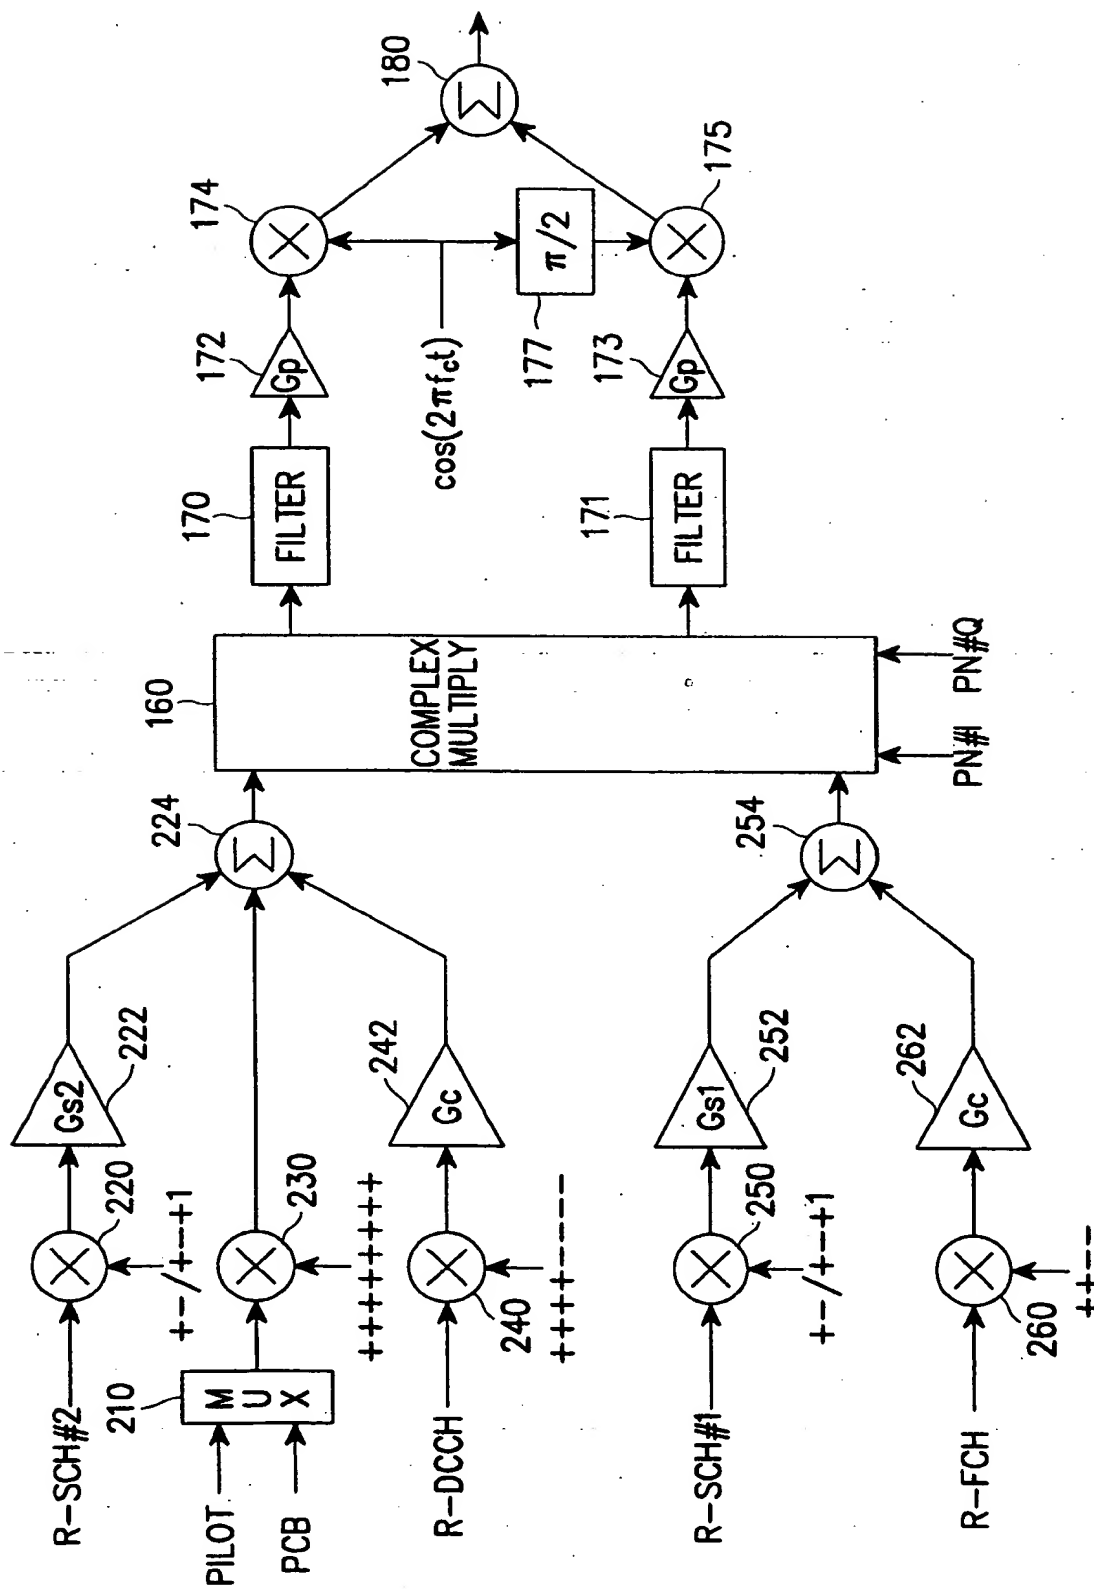 R-SCH#2
220
+-/+--+1
Gs2
222
PILOT
PCB
210
M
U
X
230
++++++++
224
Σ
R-DCCH
240
++++----
Gc
242
R-SCH#1
250
+-/+--+1
Gs1
252
254
Σ
R-FCH
260
++--
Gc
262
160
COMPLEX
MULTIPLY
PN#I
PN#Q
170
FILTER
172
Gp
174
cos(2πfct)
177
π/2
171
FILTER
173
Gp
175
180
Σ